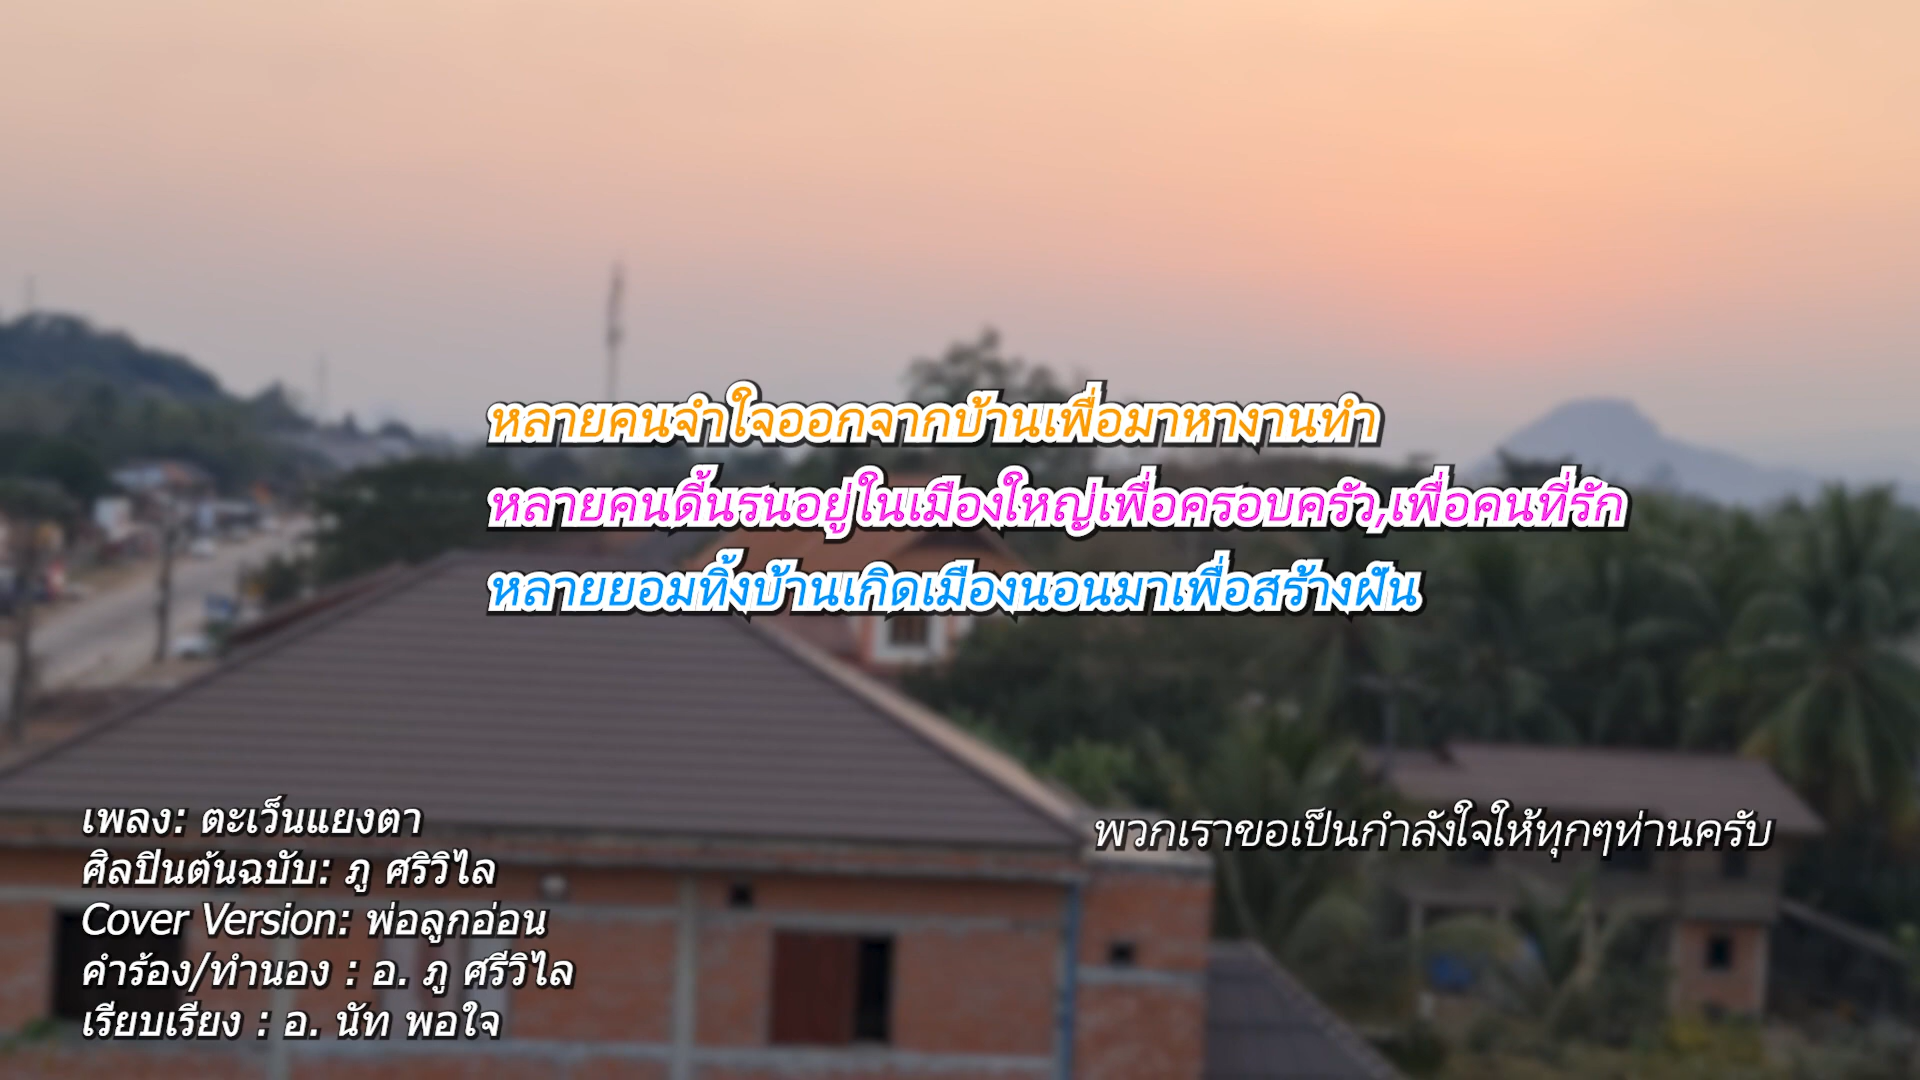 หลายคนจำใจออกจากบ้านเพื่อมาหางานทำ
หลายคนดิ้นรนอยู่ในเมืองใหญ่เพื่อครอบครัว,เพื่อคนที่รัก
หลายยอมทิ้งบ้านเกิดเมืองนอนมาเพื่อสร้างฝัน
เพลง: ตะเว็นแยงตา
ศิลปินต้นฉบับ: ภู ศริวิไล
Cover Version: พ่อลูกอ่อน
คำร้อง/ทำนอง : อ. ภู ศรีวิไล
เรียบเรียง : อ. นัท พอใจ
พวกเราขอเป็นกำลังใจให้ทุกๆท่านครับ